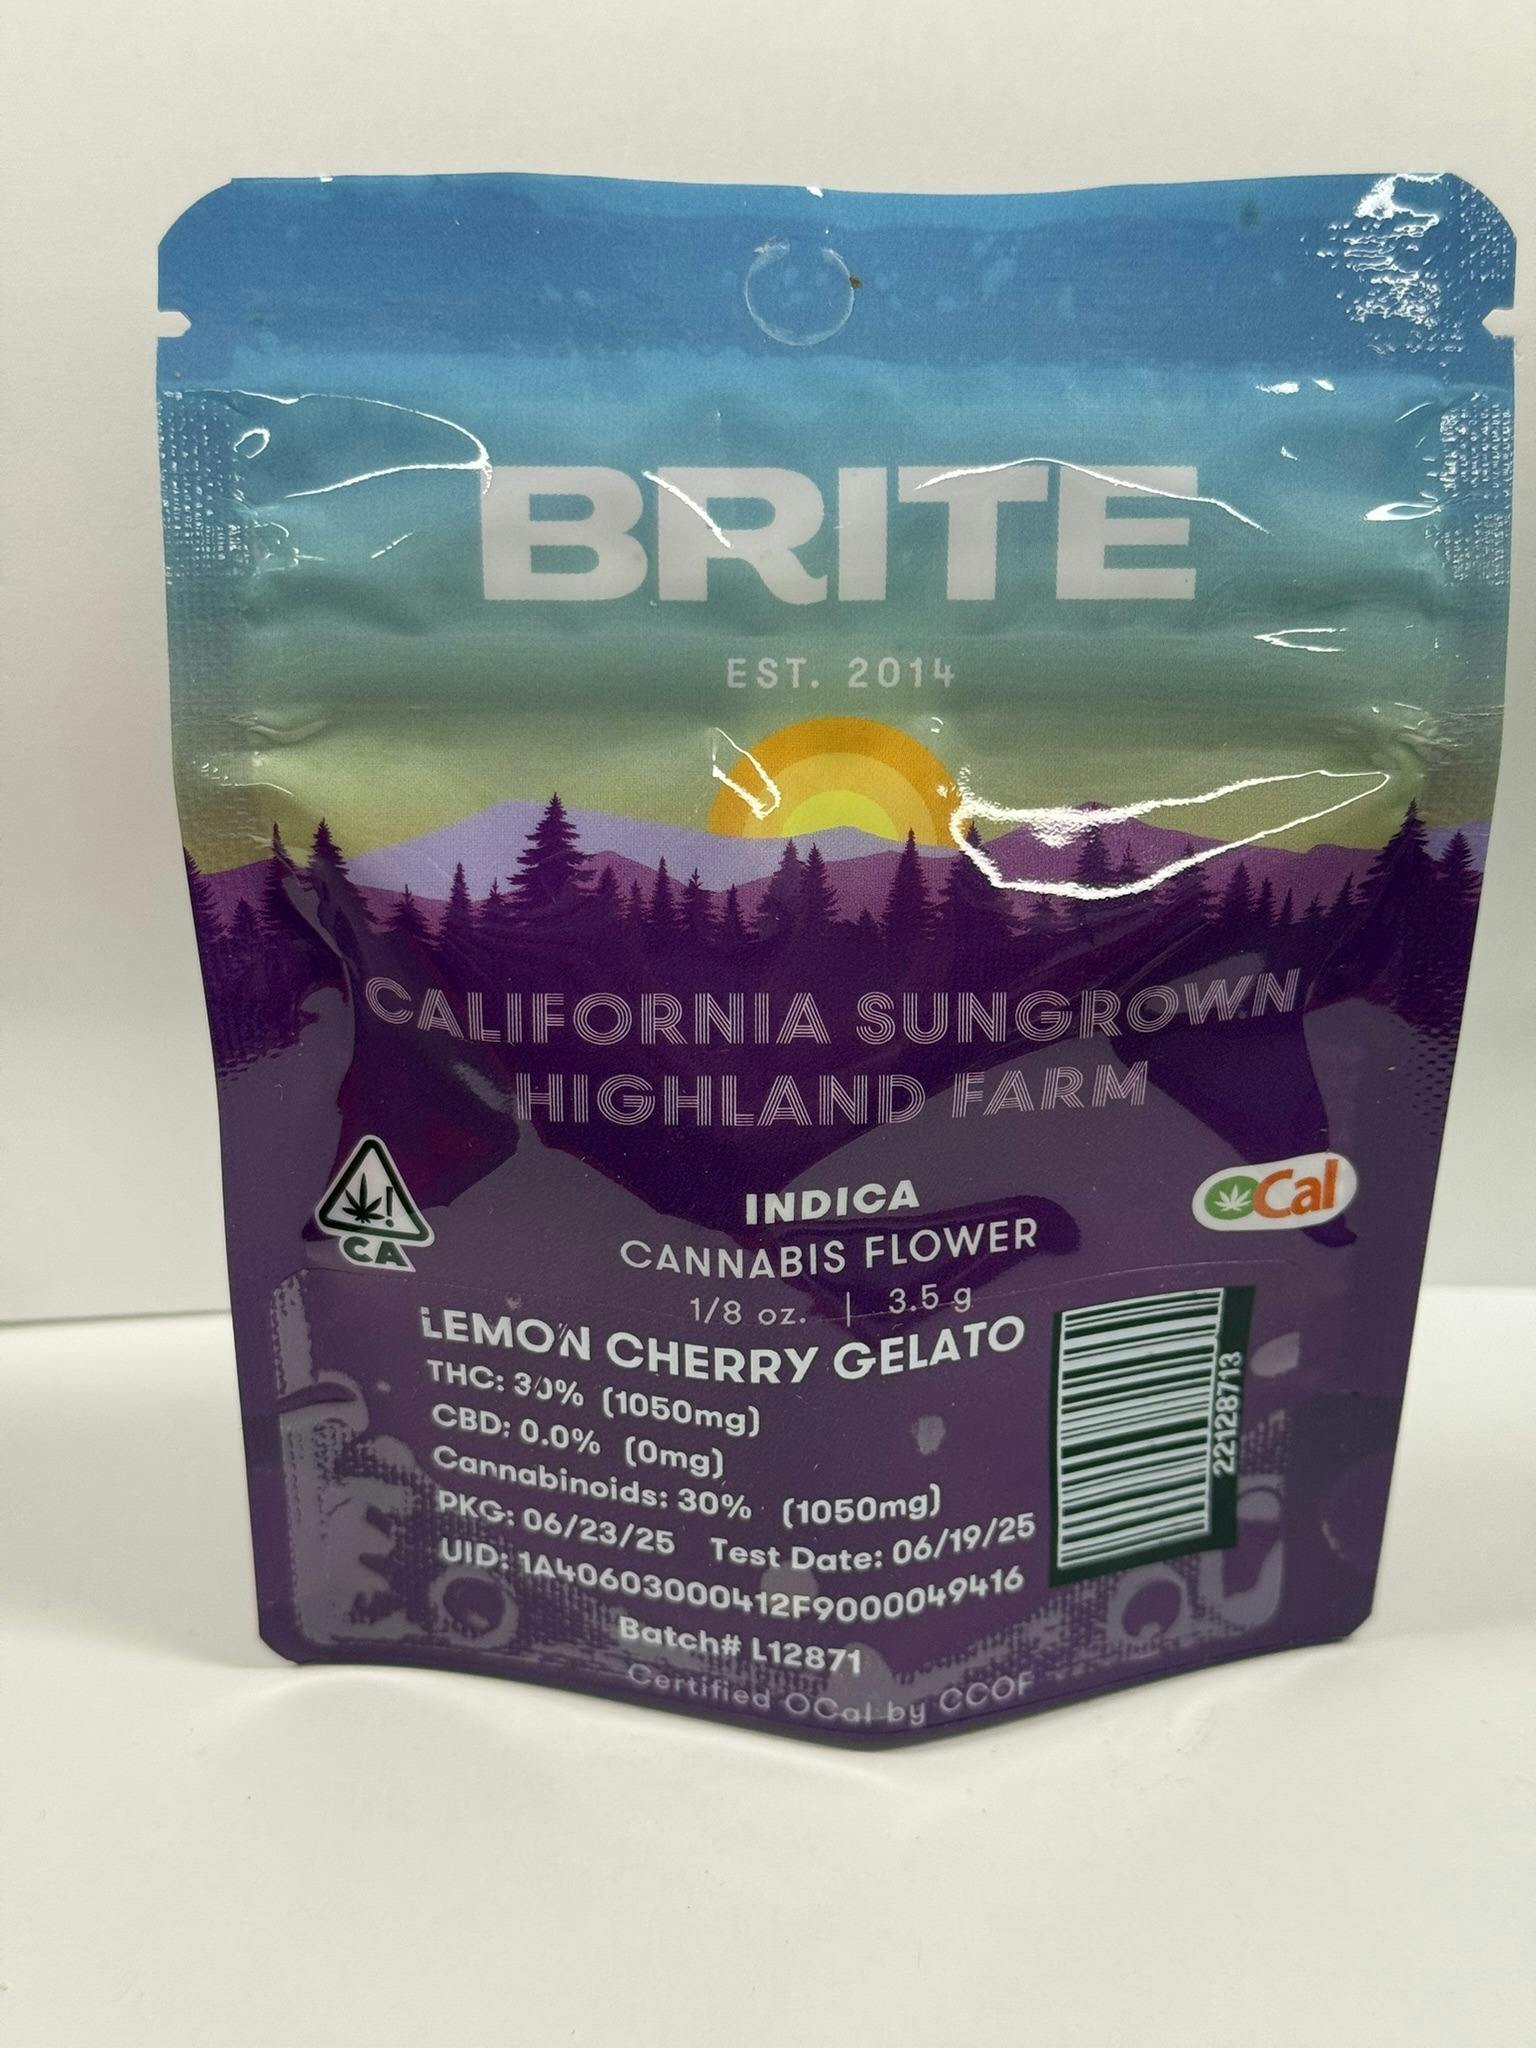 BRITE
EST. 2014
CALIFORNIA SUNGROWN
HIGHLAND FARM
CA
INDICA
CANNABIS FLOWER
1/8 oz. | 3.5 g
OCal
LEMON CHERRY GELATO
THC: 30% (1050mg)
CBD: 0.0% (0mg)
Cannabinoids: 30% (1050mg)
PKG: 06/23/25 Test Date: 06/19/25
UID: 1A40603000412F9000049416
Batch# L12871
22128713
Certified OCal by CCOF